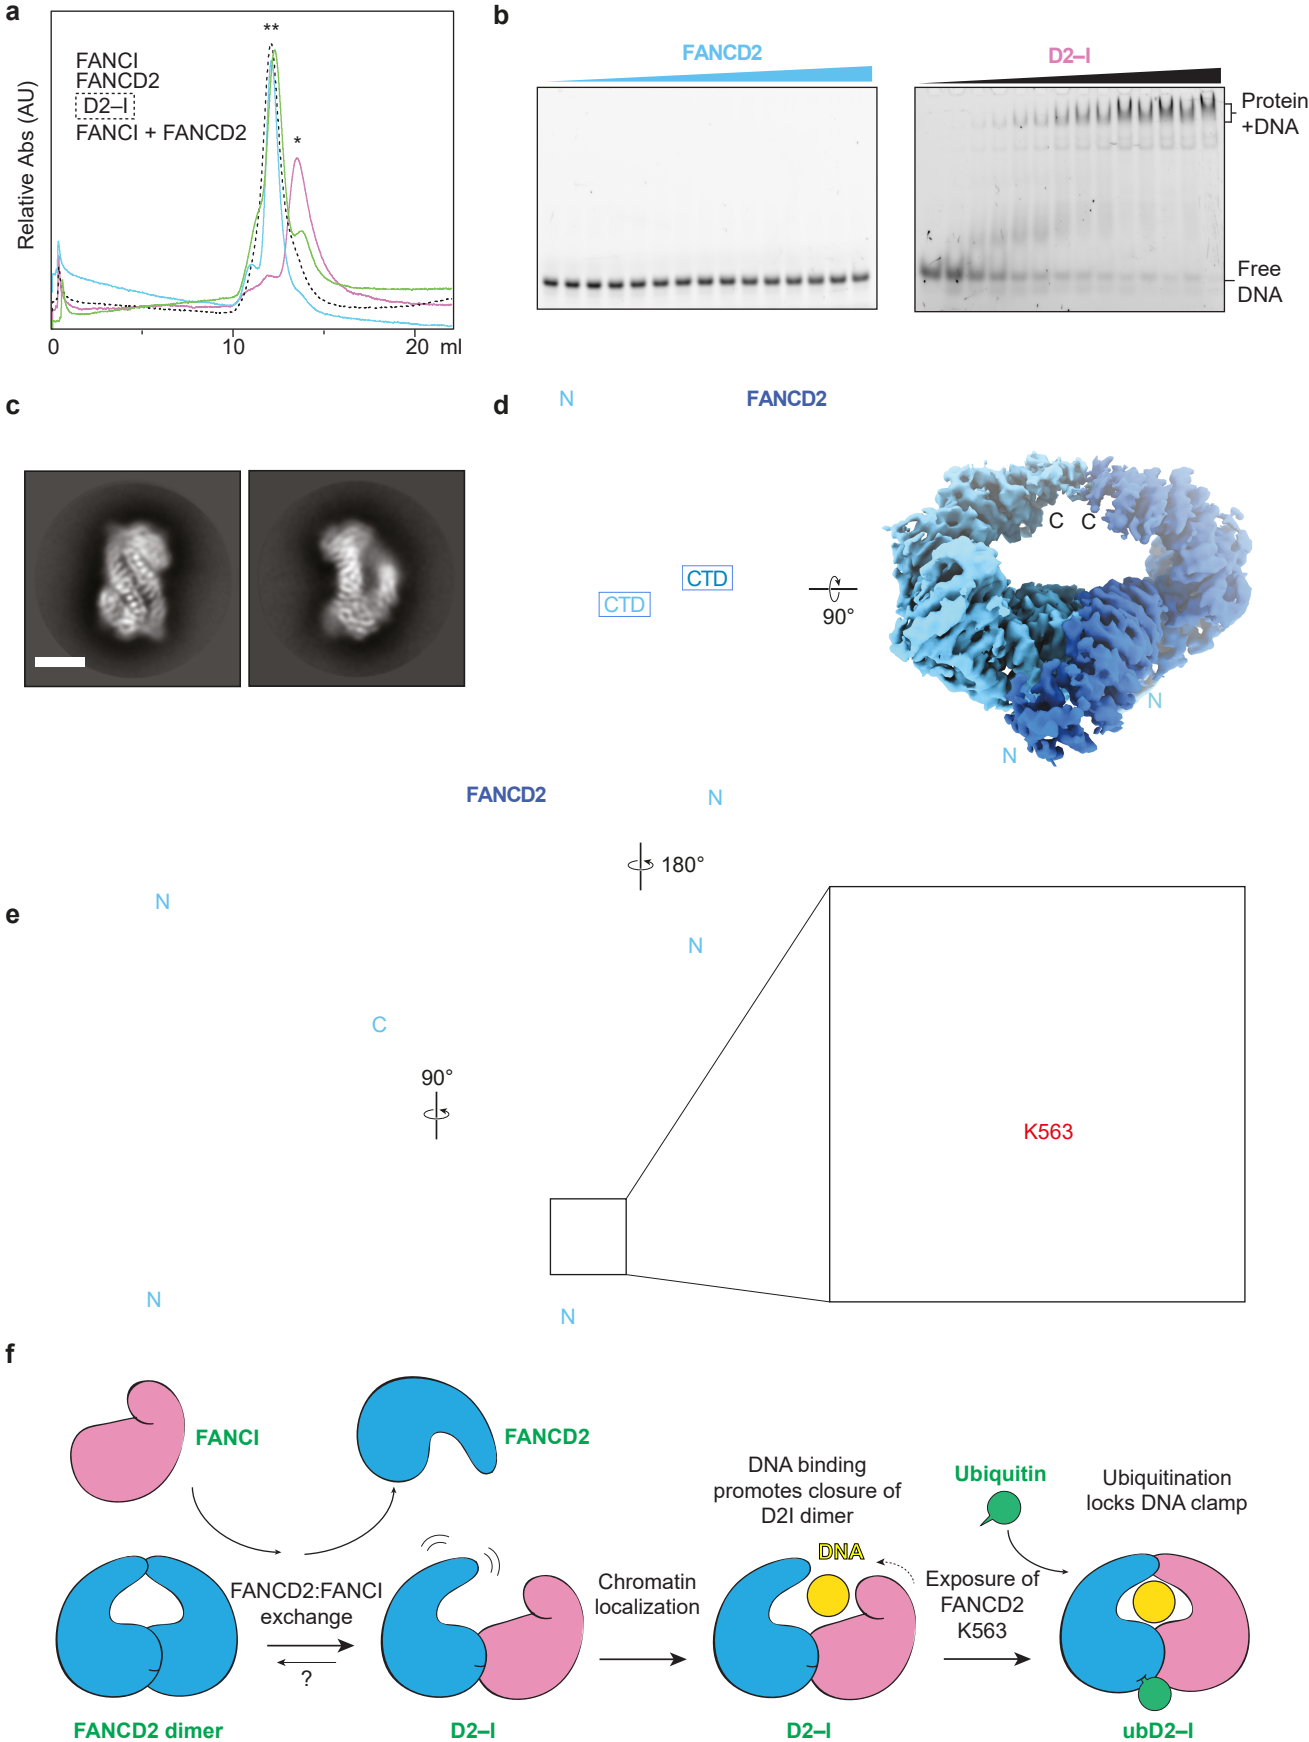 a
**
*
FANCI
FANCD2
D2–I
FANCI + FANCD2
Relative Abs (AU)
0
10
20
ml
b
FANCD2
D2–I
Protein
+DNA
Free
DNA
c
d
N
FANCD2
CTD
CTD
90°
C
C
N
N
FANCD2
N
180°
e
N
N
C
90°
K563
N
N
f
FANCI
FANCD2
FANCD2:FANCI
exchange
?
Chromatin
localization
DNA binding
promotes closure of
D2I dimer
DNA
Ubiquitin
Exposure of
FANCD2
K563
Ubiquitination
locks DNA clamp
FANCD2 dimer
D2–I
D2–I
ubD2–I